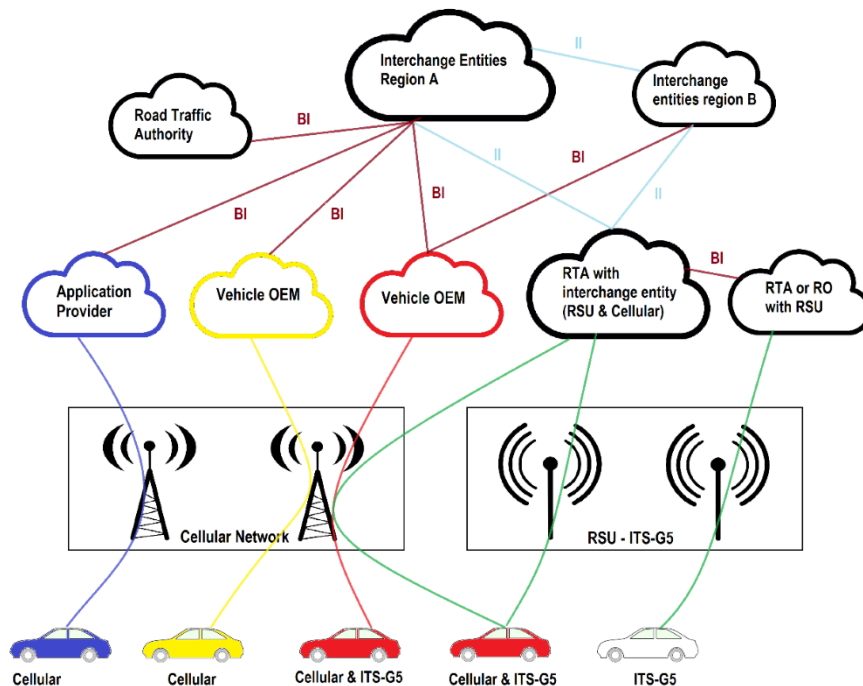 Interchange Entities
Region A
II
Interchange
entities region B
Road Traffic
Authority
BI
II
BI
BI
II
BI
BI
BI
Application
Provider
Vehicle OEM
Vehicle OEM
RTA with
interchange entity
(RSU & Cellular)
RTA or RO
with RSU
Cellular Network
RSU - ITS-G5
Cellular
Cellular
Cellular & ITS-G5
Cellular & ITS-G5
ITS-G5